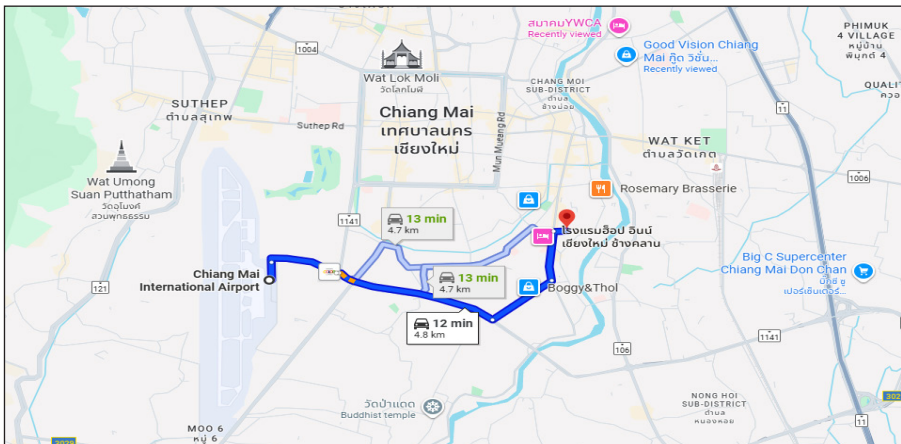 สมาคมYWCA
Recently viewed
PHIMUK
4 VILLAGE
หมู่บ้าน
พิมุกต์ 4
1004
Good Vision Chiang
Mai กู๊ด วิชั่น...
Recently viewed
Wat Lok Moli
วัดโลกโมฬี
CHANG MOI
SUB-DISTRICT
ตำบล
ช้างม่อย
QUALIT
SUTHEP
ตำบลสุเทพ
Chiang Mai
เทศบาลนคร
เชียงใหม่
Suthep Rd
Mun Mueang Rd
11
WAT KET
ตำบลวัดเกต
Wat Umong
Suan Putthatham
วัดอุโมงค์
สวนพุทธธรรม
1006
Rosemary Brasserie
1141
13 min
4.7 km
โรงแรมฮ็อป อินน์
เชียงใหม่ ช้างคลาน
Chiang Mai
International Airport
121
13 min
4.7 km
Boggy&Thol
Big C Supercenter
Chiang Mai Don Chan
บิ๊กซี ซู
เปอร์เซ็นเตอร์...
12 min
4.8 km
1141
106
วัดป่าแดด
Buddhist temple
NONG HOI
SUB-DISTRICT
ตำบล
หนองหอย
302
MOO 6
หมู่ 6
11
3029